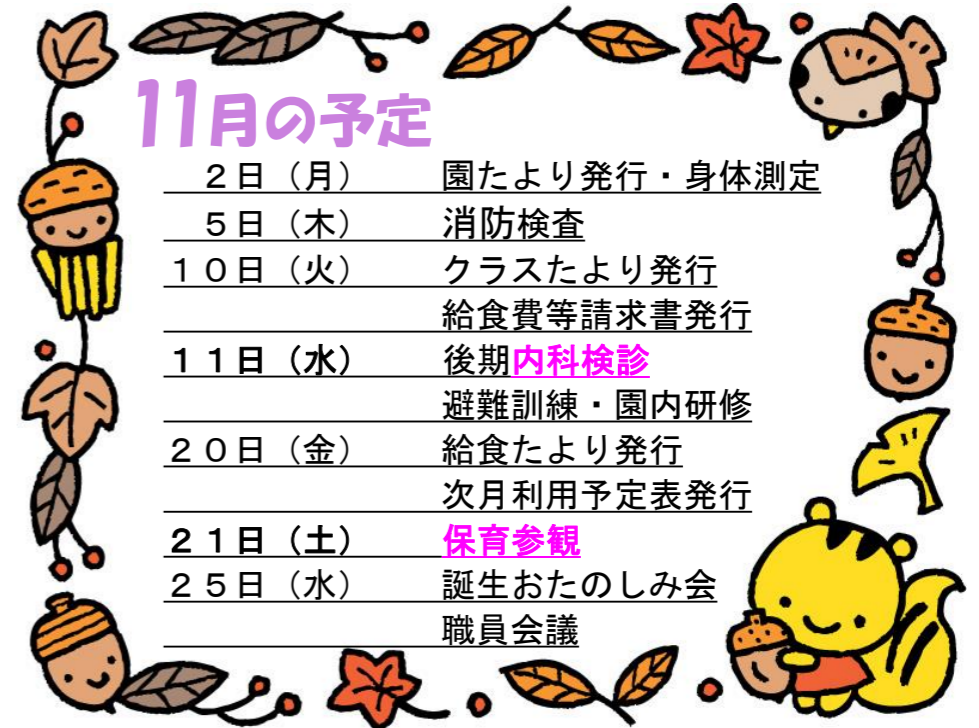 11月の予定
２日（月）　園たより発行・身体測定
５日（木）　消防検査
１０日（火）　クラスたより発行
給食費等請求書発行
１１日（水）　後期内科検診
避難訓練・園内研修
２０日（金）　給食たより発行
次月利用予定表発行
２１日（土）　保育参観
２５日（水）　誕生おたのしみ会
職員会議